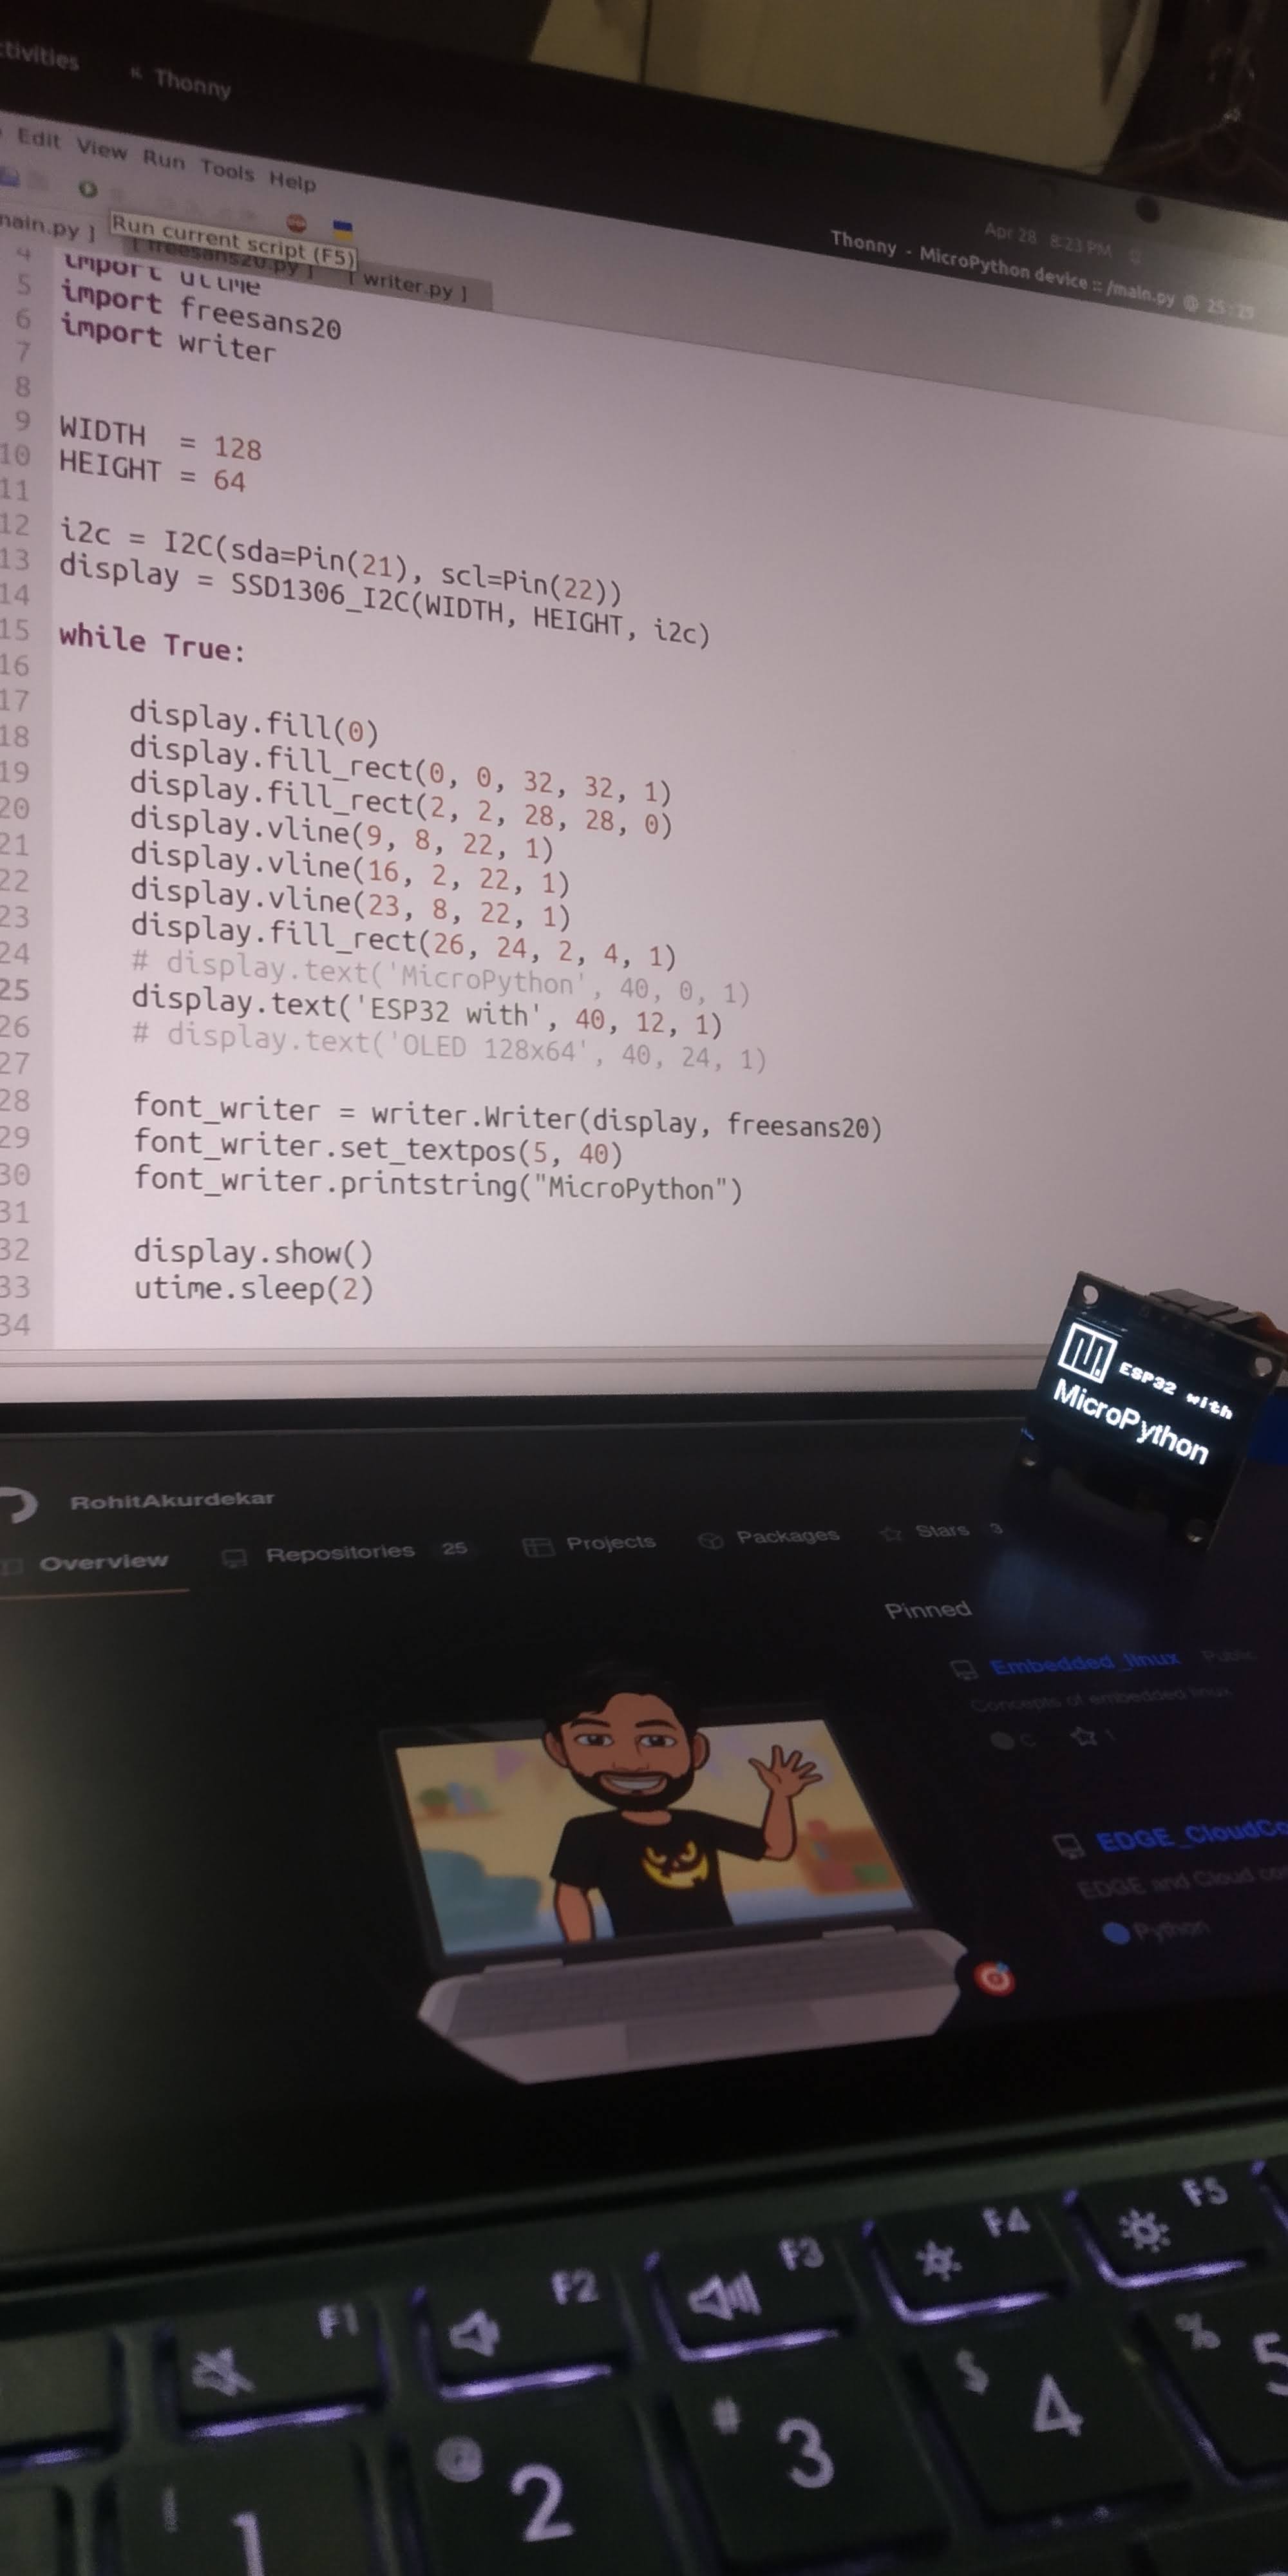 ctivities Thonny
Apr 28 8:23 PM
Thonny - MicroPython device :: /main.py @ 25:25
Edit View Run Tools Help
Run current script (F5)
main.py ] [ freesans20.py ] [ writer.py ]
4 import utime
5 import freesans20
6 import writer
7
8
9 WIDTH = 128
10 HEIGHT = 64
11
12 i2c = I2C(sda=Pin(21), scl=Pin(22))
13 display = SSD1306_I2C(WIDTH, HEIGHT, i2c)
14
15 while True:
16
17 display.fill(0)
18 display.fill_rect(0, 0, 32, 32, 1)
19 display.fill_rect(2, 2, 28, 28, 0)
20 display.vline(9, 8, 22, 1)
21 display.vline(16, 2, 22, 1)
22 display.vline(23, 8, 22, 1)
23 display.fill_rect(26, 24, 2, 4, 1)
24 # display.text('MicroPython', 40, 0, 1)
25 display.text('ESP32 with', 40, 12, 1)
26 # display.text('OLED 128x64', 40, 24, 1)
27
28 font_writer = writer.Writer(display, freesans20)
29 font_writer.set_textpos(5, 40)
30 font_writer.printstring("MicroPython")
31
32 display.show()
33 utime.sleep(2)
34
ESP32 with
MicroPython
RohitAkurdekar
Overview Repositories 25 Projects Packages Stars 3
Pinned
Embedded_linux Public
Concepts of embedded linux
C 1
EDGE_CloudCo
EDGE and Cloud co
Python
F1 F2 F3 F4 F5
! 1 @ 2 # 3 $ 4 % 5